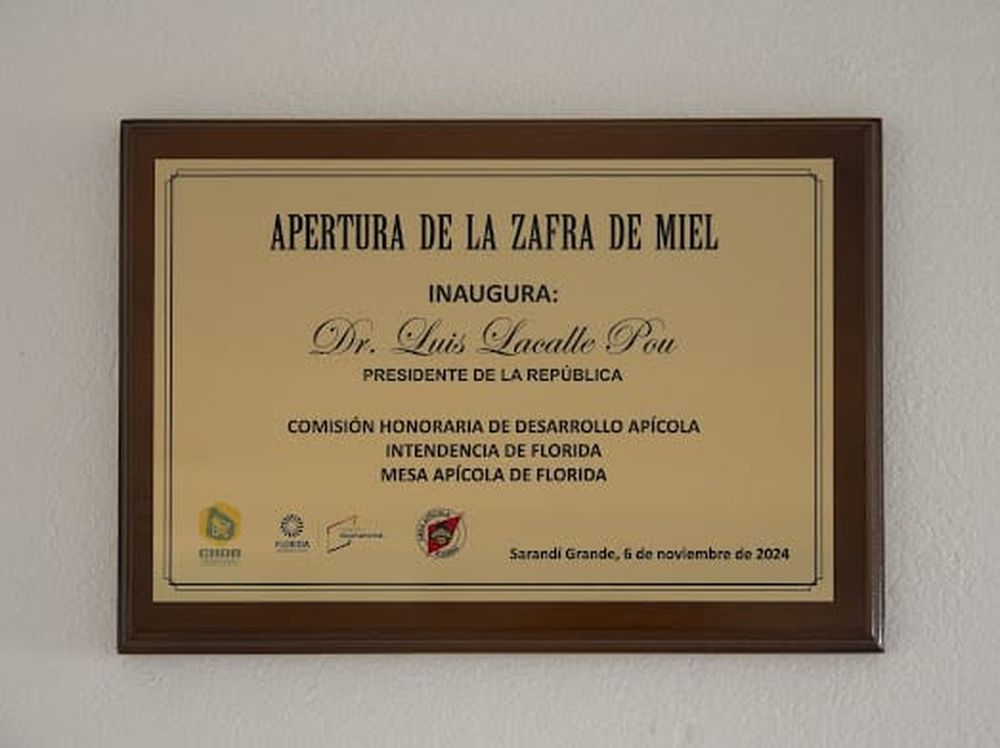 APERTURA DE LA ZAFRA DE MIEL
INAUGURA:
Dr. Luis Lacalle Pou
PRESIDENTE DE LA REPÚBLICA
COMISIÓN HONORARIA DE DESARROLLO APÍCOLA
INTENDENCIA DE FLORIDA
MESA APÍCOLA DE FLORIDA
FLORIDA
Sarandí Grande, 6 de noviembre de 2024